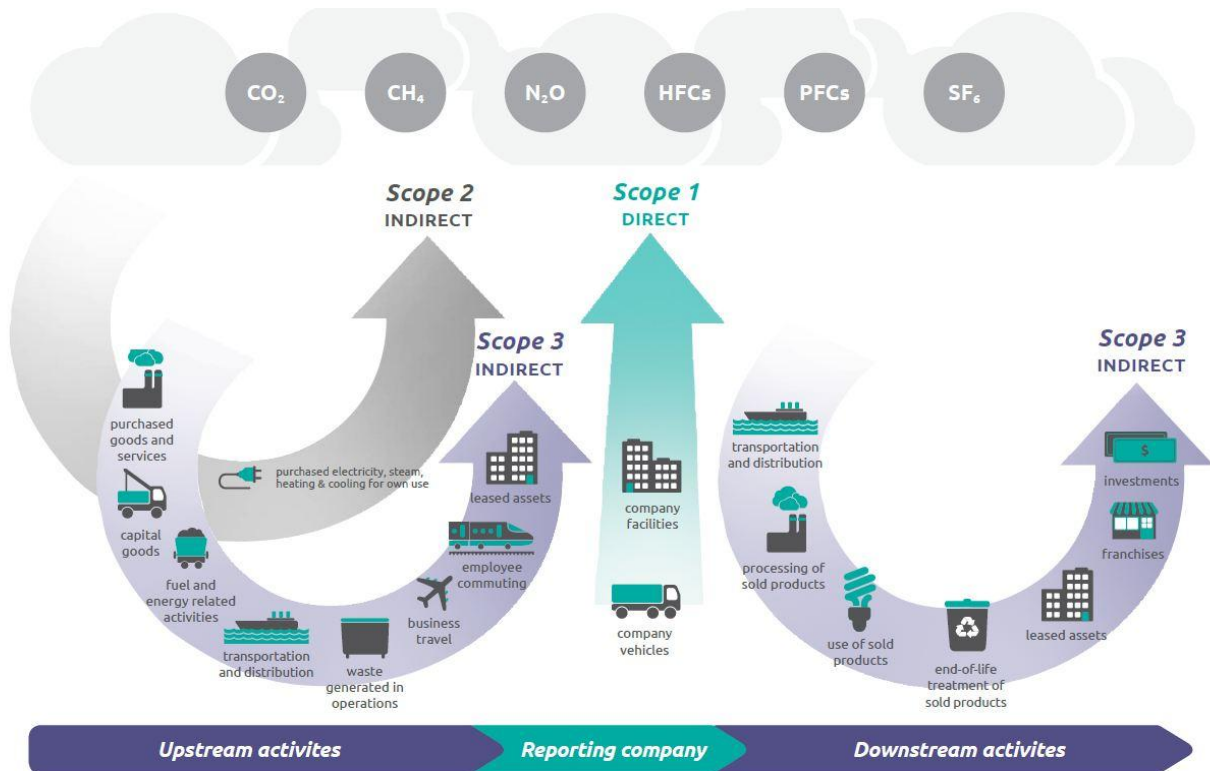 CO₂
CH₄
N₂O
HFCs
PFCs
SF₆
Scope 2
INDIRECT
Scope 1
DIRECT
Scope 3
INDIRECT
Scope 3
INDIRECT
purchased
goods and
services
capital
goods
fuel and
energy related
activities
transportation
and distribution
waste
generated in
operations
business
travel
employee
commuting
leased assets
purchased electricity, steam,
heating & cooling for own use
company
facilities
company
vehicles
transportation
and distribution
processing of
sold products
use of sold
products
end-of-life
treatment of
sold products
leased assets
franchises
$
investments
Upstream activites
Reporting company
Downstream activites